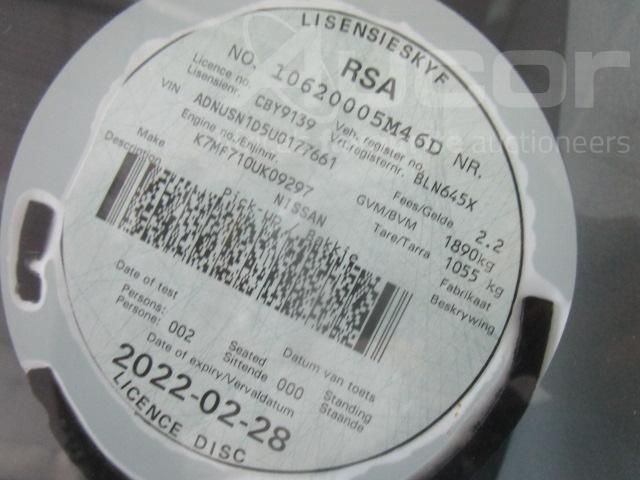 LISENSIESKYF
RSA
NO. 10620005M46D NR.
Licence no. CBY9139 Veh. register no. BLN645X
Lisensienr. Vrt.registernr.
VIN ADNUSN1D5U0177661 Fees/Gelde 2.2
Engine no./Enjinnr. GVM/BVM 1890kg
K7MF710UK09297 Tare/Tarra 1055 kg
Make NISSAN Fabrikaat
Description Pick-up / Bakkie Beskrywing
Date of test Datum van toets
Persons: 002 Seated 000 Standing
Persone: Sittende Staande
Date of expiry/Vervaldatum
2022-02-28
LICENCE DISC
auctioneers